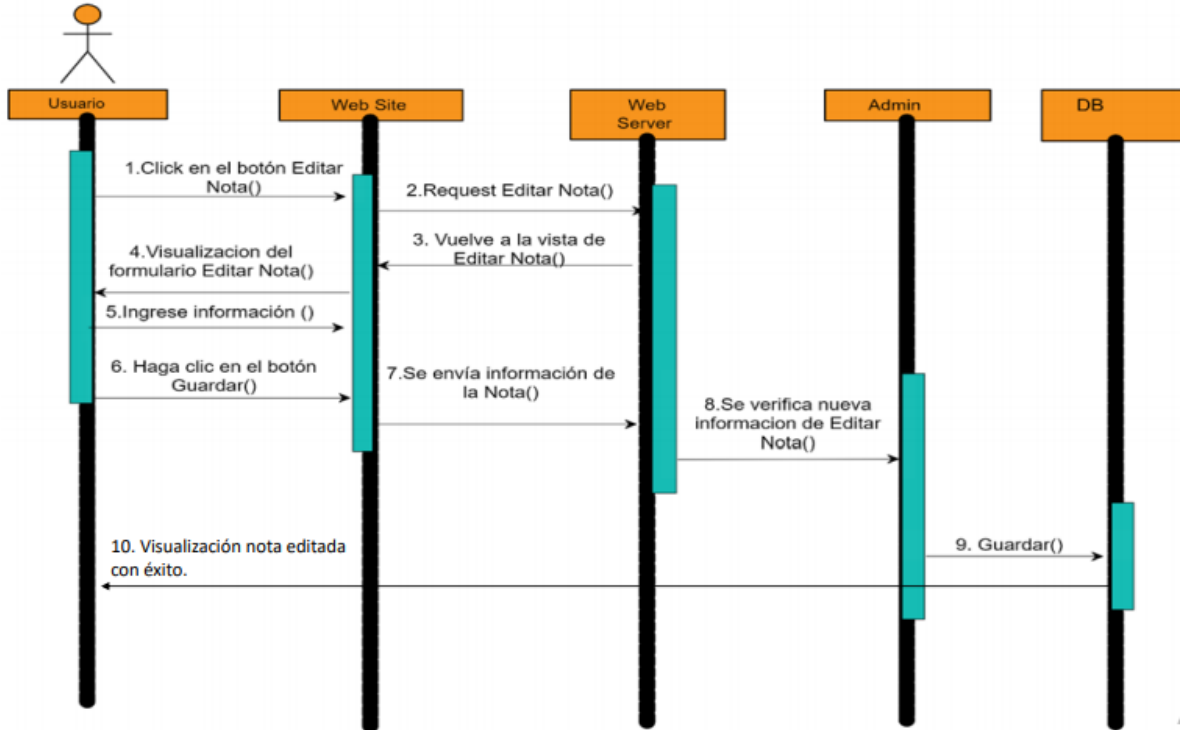 Usuario
Web Site
Web
Server
Admin
DB
1.Click en el botón Editar
Nota()
2.Request Editar Nota()
3. Vuelve a la vista de
Editar Nota()
4.Visualizacion del
formulario Editar Nota()
5.Ingrese información ()
6. Haga clic en el botón
Guardar()
7.Se envía información de
la Nota()
8.Se verifica nueva
informacion de Editar
Nota()
9. Guardar()
10. Visualización nota editada
con éxito.